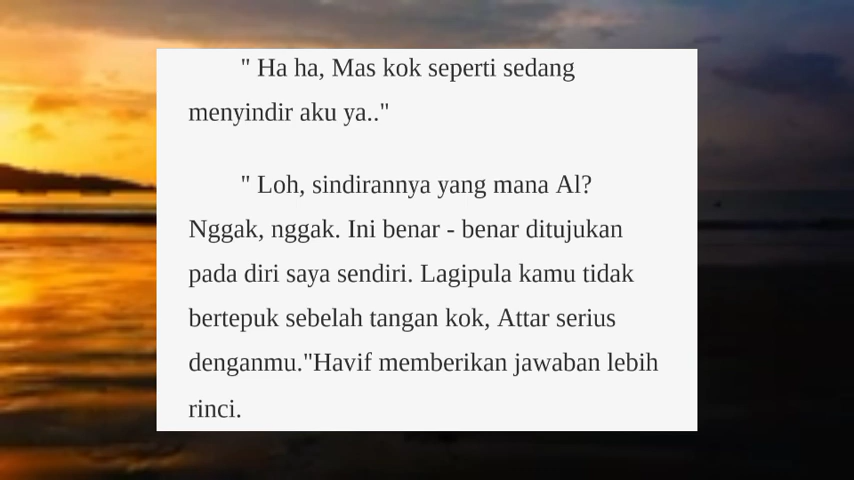 " Ha ha, Mas kok seperti sedang
menyindir aku ya.."
" Loh, sindirannya yang mana Al?
Nggak, nggak. Ini benar - benar ditujukan
pada diri saya sendiri. Lagipula kamu tidak
bertepuk sebelah tangan kok, Attar serius
denganmu."Havif memberikan jawaban lebih
rinci.